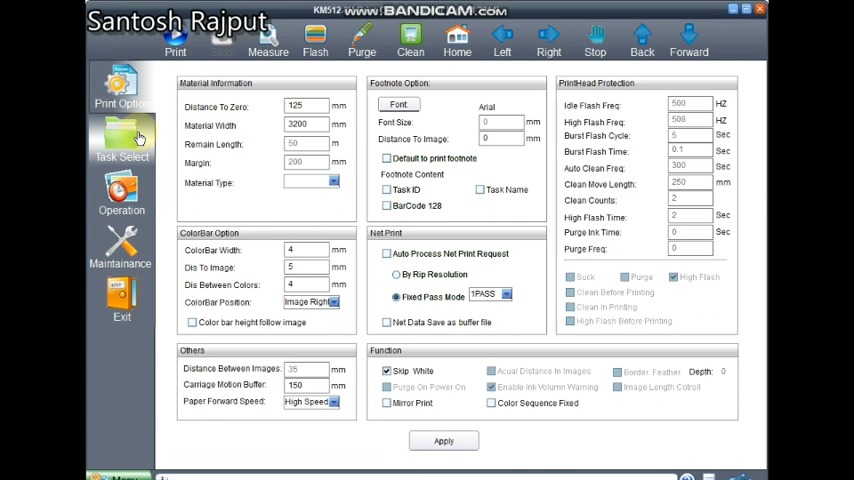 Santosh Rajput
KM512
www.BANDICAM.com
Print
Measure
Flash
Purge
Clean
Home
Left
Right
Stop
Back
Forward
Print Option
Task Select
Operation
Maintainance
Exit
Material Information
Distance To Zero: 125 mm
Material Width 3200 mm
Remain Length: 50 m
Margin: 200 mm
Material Type:
ColorBar Option
ColorBar Width: 4 mm
Dis To Image: 5 mm
Dis Between Colors: 4 mm
ColorBar Position: Image Right
Color bar height follow image
Others
Distance Between Images: 35 mm
Carriage Motion Buffer: 150 mm
Paper Forward Speed: High Speed
Footnote Option:
Font: Arial
Font Size: 0 mm
Distance To Image: 0 mm
Default to print footnote
Footnote Content
Task ID Task Name
BarCode 128
Net Print
Auto Process Net Print Request
By Rip Resolution
Fixed Pass Mode 1PASS
Net Data Save as buffer file
PrintHead Protection
Idle Flash Freq: 500 HZ
High Flash Freq: 508 HZ
Burst Flash Cycle: 5 Sec
Burst Flash Time: 0.1 Sec
Auto Clean Freq: 300 Sec
Clean Move Length: 250 mm
Clean Counts: 2
High Flash Time: 2 Sec
Purge Ink Time: 0 Sec
Purge Freq: 0
Suck Purge High Flash
Clean Before Printing
Clean In Printing
High Flash Before Printing
Function
Skip White Acual Distance In Images Border Feather Depth: 0
Purge On Power On Enable Ink Volumn Warning Image Length Cotroll
Mirror Print Color Sequence Fixed
Apply
Menu